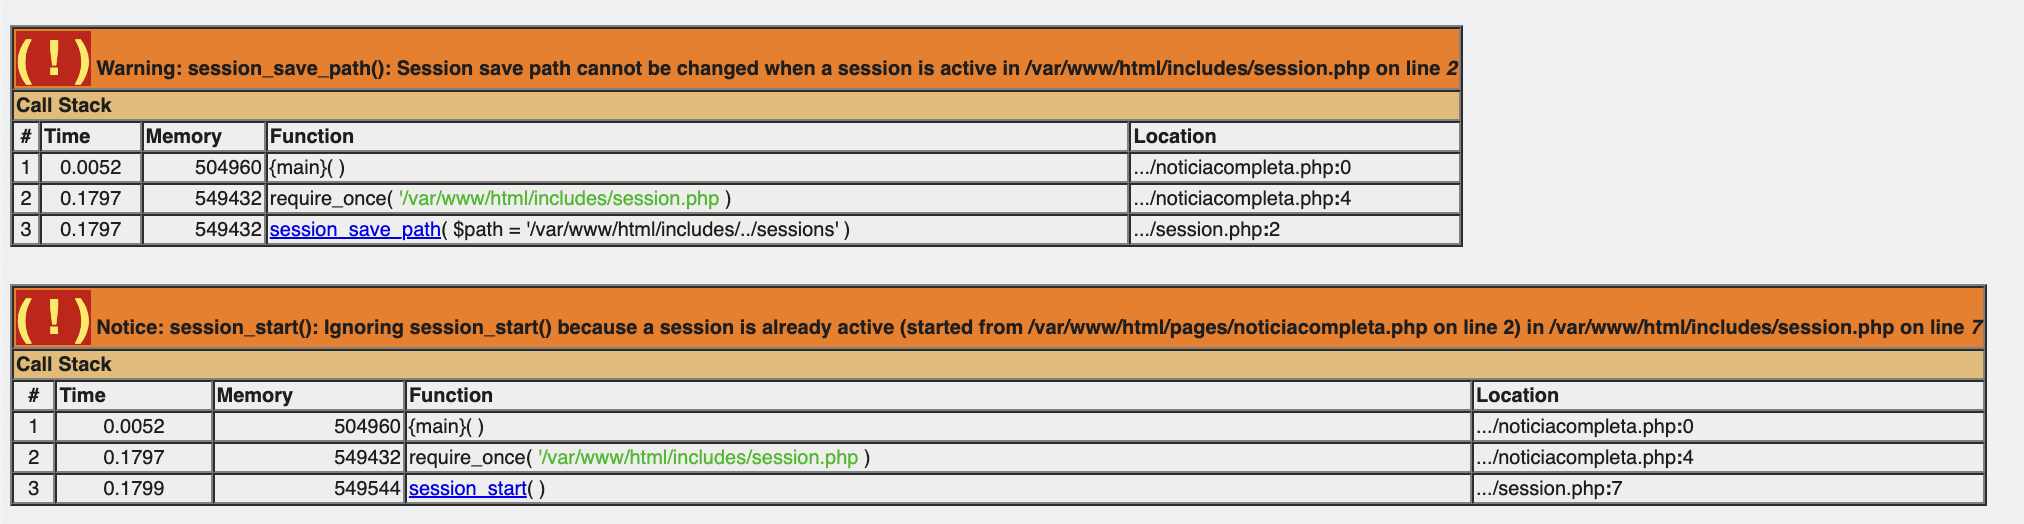 ( ! ) Warning: session_save_path(): Session save path cannot be changed when a session is active in /var/www/html/includes/session.php on line 2
Call Stack
# Time Memory Function Location
1 0.0052 504960 {main}( ) .../noticiacompleta.php:0
2 0.1797 549432 require_once( '/var/www/html/includes/session.php ) .../noticiacompleta.php:4
3 0.1797 549432 session_save_path( $path = '/var/www/html/includes/../sessions' ) .../session.php:2
( ! ) Notice: session_start(): Ignoring session_start() because a session is already active (started from /var/www/html/pages/noticiacompleta.php on line 2) in /var/www/html/includes/session.php on line 7
Call Stack
# Time Memory Function Location
1 0.0052 504960 {main}( ) .../noticiacompleta.php:0
2 0.1797 549432 require_once( '/var/www/html/includes/session.php ) .../noticiacompleta.php:4
3 0.1799 549544 session_start( ) .../session.php:7